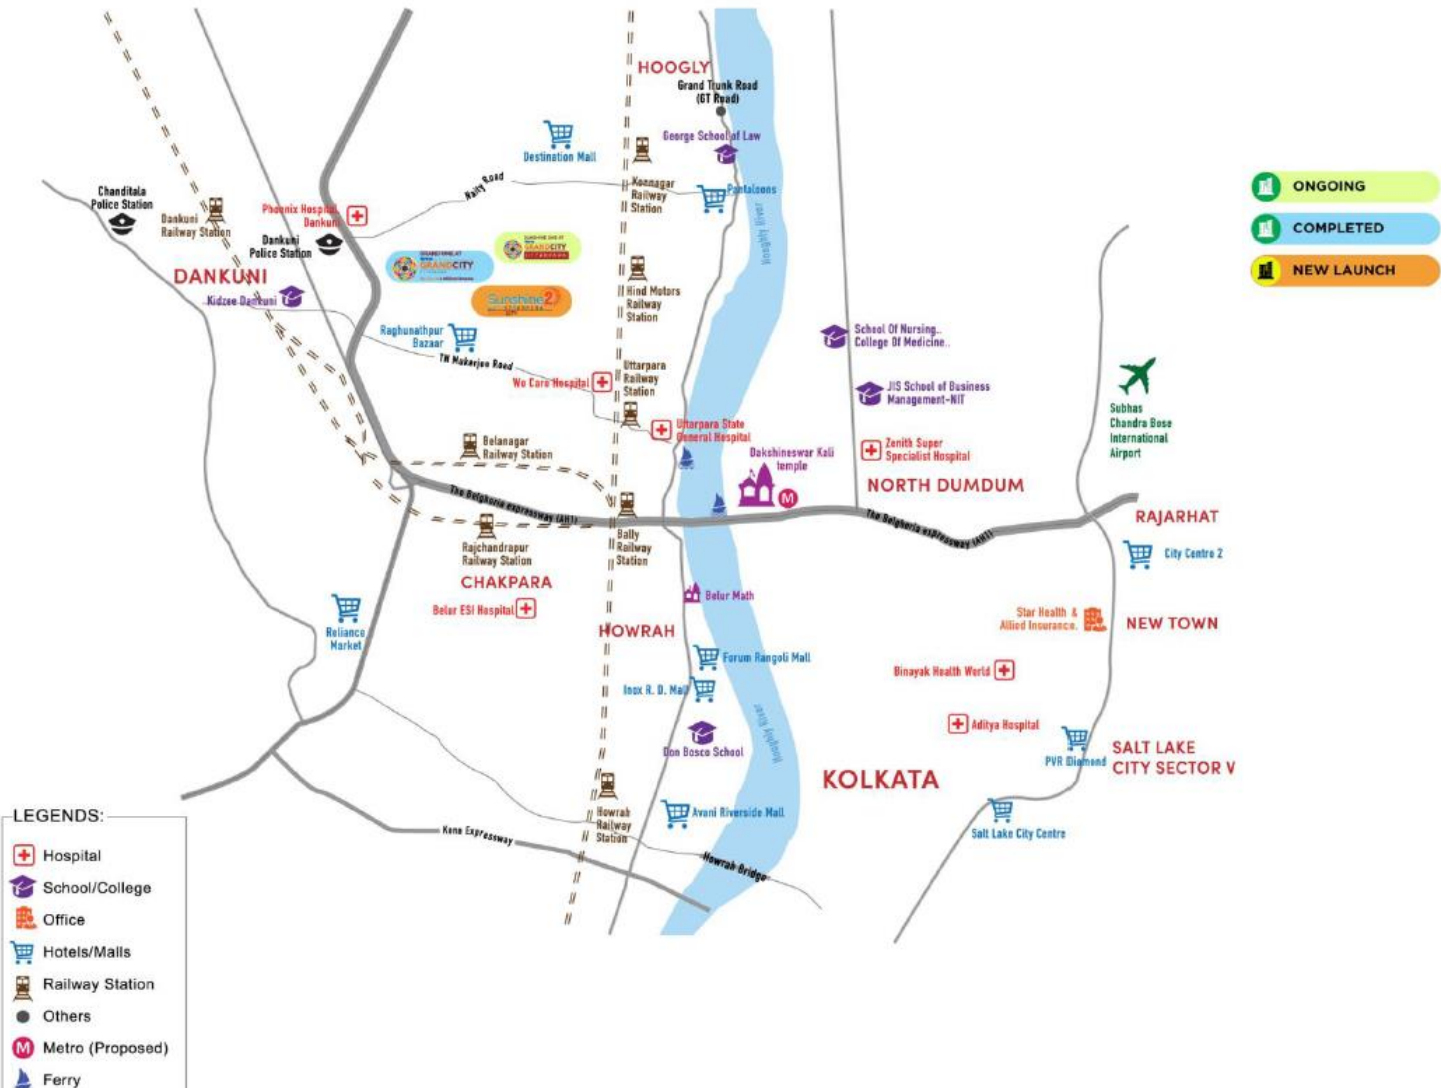 HOOGLY
Grand Trunk Road
(GT Road)
George School of Law
Destination Mall
Konnagar
Railway
Station
Pantaloons
Naity Road
Hooghly River
ONGOING
COMPLETED
NEW LAUNCH
Chanditala
Police Station
Dankuni
Railway Station
Phoenix Hospital,
Dankuni
Dankuni
Police Station
DANKUNI
Kidzee Dankuni
GRANDCITY
GRANDCITY
Sunshine2
Hind Motors
Railway
Station
Raghunathpur
Bazaar
TN Mukerjee Road
School Of Nursing..
College Of Medicine..
Uttarpara
Railway
Station
We Care Hospital
JIS School of Business
Management-NIT
Subhas
Chandra Bose
International
Airport
Uttarpara State
General Hospital
Belanagar
Railway Station
Dakshineswar Kali
temple
M
Zenith Super
Specialist Hospital
NORTH DUMDUM
The Belghoria expressway (AH1)
The Belghoria expressway (AH1)
RAJARHAT
Bally
Railway
Station
Rajchandrapur
Railway Station
City Centre 2
CHAKPARA
Belur ESI Hospital
Belur Math
Reliance
Market
HOWRAH
Star Health &
Allied Insurance.
NEW TOWN
Forum Rangoli Mall
Binayak Health World
Inox R. D. Mall
Aditya Hospital
Don Bosco School
Hooghly River
PVR Diamond
SALT LAKE
CITY SECTOR V
KOLKATA
Howrah
Railway
Station
Avani Riverside Mall
Salt Lake City Centre
Kona Expressway
Howrah Bridge
LEGENDS:
Hospital
School/College
Office
Hotels/Malls
Railway Station
Others
M Metro (Proposed)
Ferry